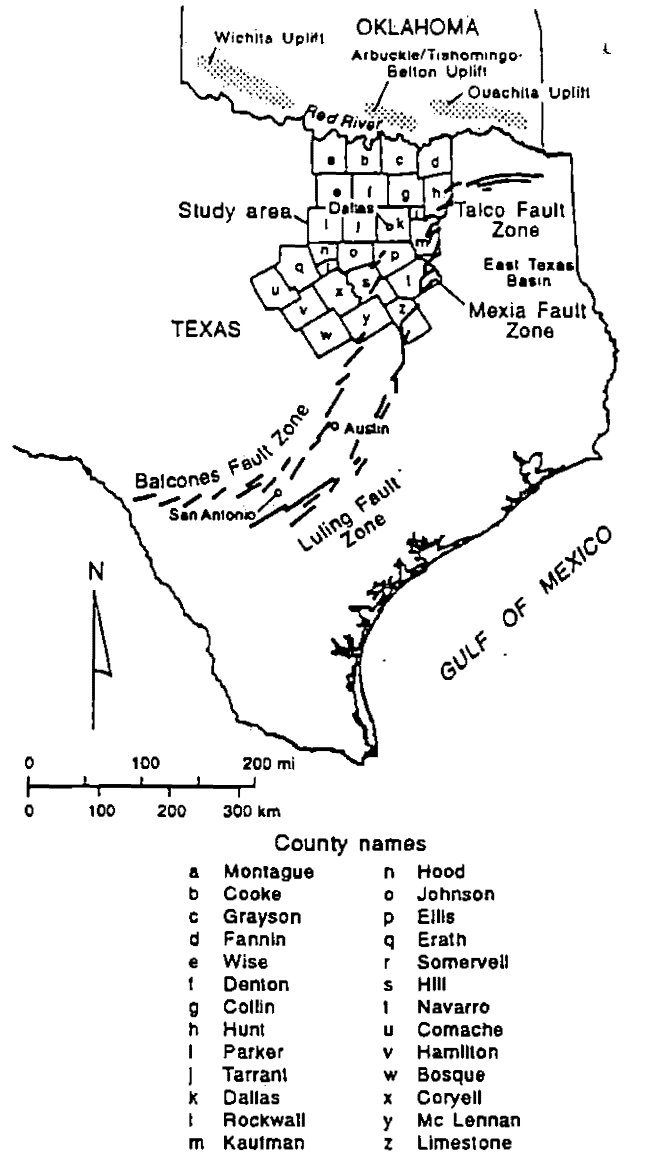 OKLAHOMA
Wichita Uplift
Arbuckle/Tishomingo-
Belton Uplift
Ouachita Uplift
Red River
a b c d
e f g h
Study area
Dallas
i j k l
Talco Fault
Zone
m
n o p
q r
East Texas
Basin
u x s t
v
Mexia Fault
Zone
TEXAS
w y z
Balcones Fault Zone
Austin
San Antonio
Luling Fault
Zone
N
GULF OF MEXICO
0 100 200 mi
0 100 200 300 km
County names
a Montague
b Cooke
c Grayson
d Fannin
e Wise
f Denton
g Collin
h Hunt
i Parker
j Tarrant
k Dallas
l Rockwall
m Kaufman
n Hood
o Johnson
p Ellis
q Erath
r Somervell
s Hill
t Navarro
u Comache
v Hamilton
w Bosque
x Coryell
y Mc Lennan
z Limestone